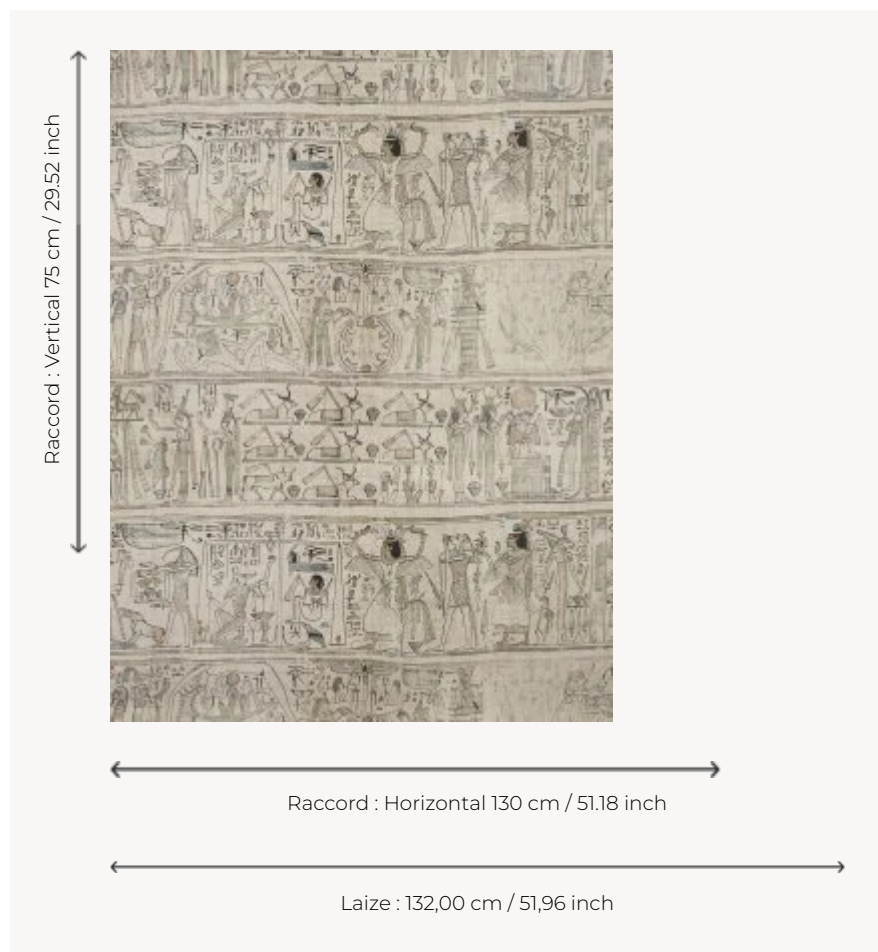 Raccord : Vertical 75 cm / 29.52 inch
Raccord : Horizontal 130 cm / 51.18 inch
Laize : 132,00 cm / 51,96 inch